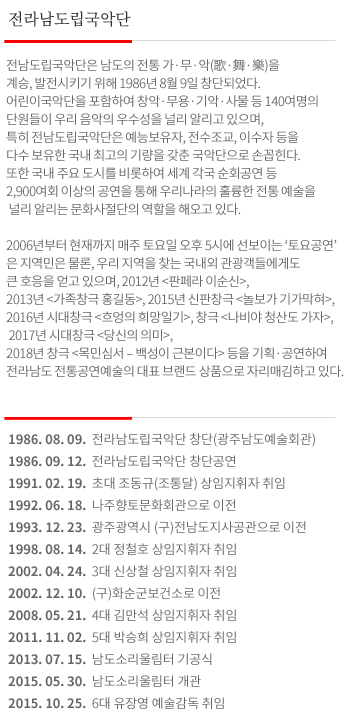 전라남도립국악단
전남도립국악단은 남도의 전통 가·무·악(歌·舞·樂)을
계승, 발전시키기 위해 1986년 8월 9일 창단되었다.
어린이국악단을 포함하여 창악·무용·기악·사물 등 140여명의
단원들이 우리 음악의 우수성을 널리 알리고 있으며,
특히 전남도립국악단은 예능보유자, 전수조교, 이수자 등을
다수 보유한 국내 최고의 기량을 갖춘 국악단으로 손꼽힌다.
또한 국내 주요 도시를 비롯하여 세계 각국 순회공연 등
2,900여회 이상의 공연을 통해 우리나라의 훌륭한 전통 예술을
널리 알리는 문화사절단의 역할을 해오고 있다.
2006년부터 현재까지 매주 토요일 오후 5시에 선보이는 ‘토요공연’
은 지역민은 물론, 우리 지역을 찾는 국내외 관광객들에게도
큰 호응을 얻고 있으며, 2012년 <판페라 이순신>,
2013년 <가족창극 홍길동>, 2015년 신판창극 <놀보가 기가막혀>,
2016년 시대창극 <흐엉의 희망일기>, 창극 <나비야 청산도 가자>,
2017년 시대창극 <당신의 의미>,
2018년 창극 <목민심서 – 백성이 근본이다> 등을 기획·공연하여
전라남도 전통공연예술의 대표 브랜드 상품으로 자리매김하고 있다.
1986. 08. 09. 전라남도립국악단 창단(광주남도예술회관)
1986. 09. 12. 전라남도립국악단 창단공연
1991. 02. 19. 초대 조동규(조통달) 상임지휘자 취임
1992. 06. 18. 나주향토문화회관으로 이전
1993. 12. 23. 광주광역시 (구)전남도지사공관으로 이전
1998. 08. 14. 2대 정철호 상임지휘자 취임
2002. 04. 24. 3대 신상철 상임지휘자 취임
2002. 12. 10. (구)화순군보건소로 이전
2008. 05. 21. 4대 김만석 상임지휘자 취임
2011. 11. 02. 5대 박승희 상임지휘자 취임
2013. 07. 15. 남도소리울림터 기공식
2015. 05. 30. 남도소리울림터 개관
2015. 10. 25. 6대 유장영 예술감독 취임